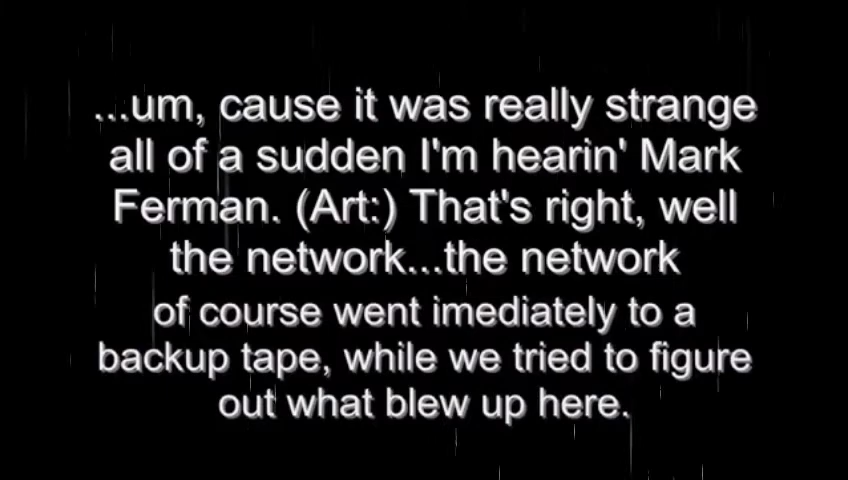 ...um, cause it was really strange
all of a sudden I'm hearin' Mark
Ferman. (Art:) That's right, well
the network...the network
of course went imediately to a
backup tape, while we tried to figure
out what blew up here.